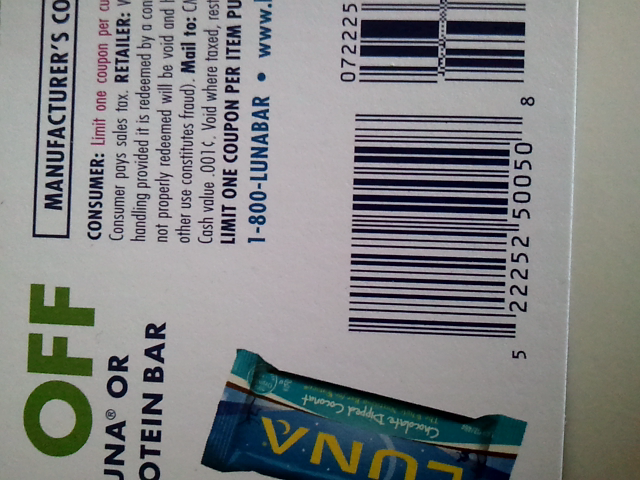 MANUFACTURER'S CO
CONSUMER: Limit one coupon per
Consumer pays sales tax. RETAILER:
handling provided it is redeemed by a
not properly redeemed will be void and
other use constitutes fraud). Mail to:
Cash value .001¢. Void where taxed,
LIMIT ONE COUPON PER ITEM PU
1-800-LUNABAR • www.
072225
5 22252 50050 8
OFF
UNA® OR
OTEIN BAR
LUNA
Chocolate Dipped Coconut